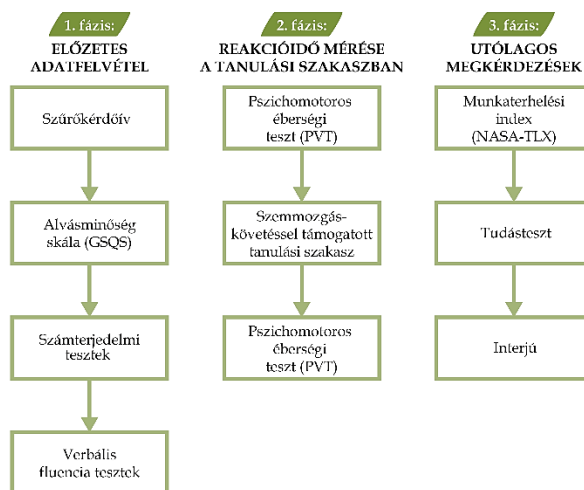 1. fázis:
ELŐZETES
ADATFELVÉTEL
Szűrőkérdőív
Alvásminőség
skála (GSQS)
Számterjedelmi
tesztek
Verbális
fluencia tesztek
2. fázis:
REAKCIÓIDŐ MÉRÉSE
A TANULÁSI SZAKASZBAN
Pszichomotoros
éberségi
teszt (PVT)
Szemmozgás-
követéssel támogatott
tanulási szakasz
Pszichomotoros
éberségi
teszt (PVT)
3. fázis:
UTÓLAGOS
MEGKÉRDEZÉSEK
Munkaterhelési
index
(NASA-TLX)
Tudásteszt
Interjú